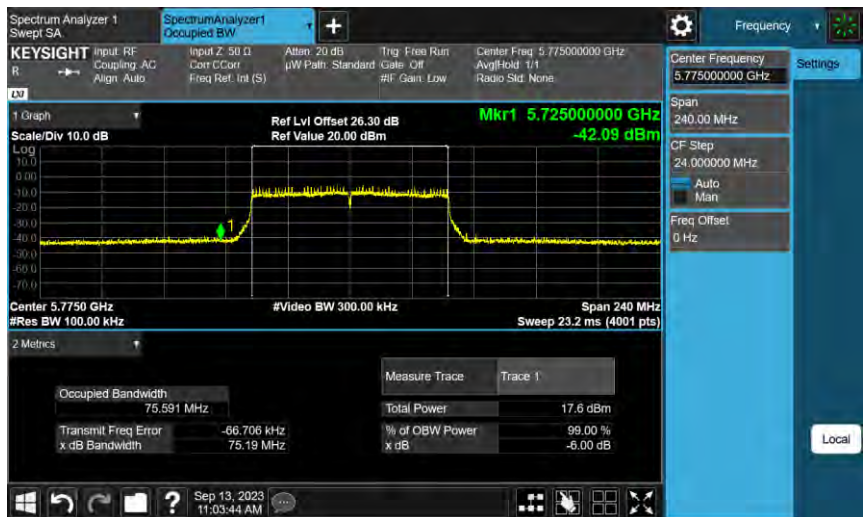 Spectrum Analyzer 1
Swept SA
SpectrumAnalyzer1
Occupied BW
Frequency
KEYSIGHT
R
LXI
Input: RF
Coupling: AC
Align: Auto
Input Z: 50 Ω
Corr CCorr
Freq Ref: Int (S)
Atten: 20 dB
µW Path: Standard
Trig: Free Run
Gate: Off
#IF Gain: Low
Center Freq: 5.775000000 GHz
Avg|Hold: 1/1
Radio Std: None
Center Frequency
5.775000000 GHz
Settings
Span
240.00 MHz
CF Step
24.000000 MHz
Auto
Man
Freq Offset
0 Hz
1 Graph
Scale/Div 10.0 dB
Ref Lvl Offset 26.30 dB
Ref Value 20.00 dBm
Mkr1 5.725000000 GHz
-42.09 dBm
Log
10.0
0.00
-10.0
-20.0
-30.0
-40.0
-50.0
-60.0
-70.0
1
Center 5.7750 GHz
#Res BW 100.00 kHz
#Video BW 300.00 kHz
Span 240 MHz
Sweep 23.2 ms (4001 pts)
2 Metrics
Measure Trace Trace 1
Occupied Bandwidth
75.591 MHz
Total Power 17.6 dBm
Transmit Freq Error -66.706 kHz
% of OBW Power 99.00 %
x dB Bandwidth 75.19 MHz
x dB -6.00 dB
Local
?
Sep 13, 2023
11:03:44 AM